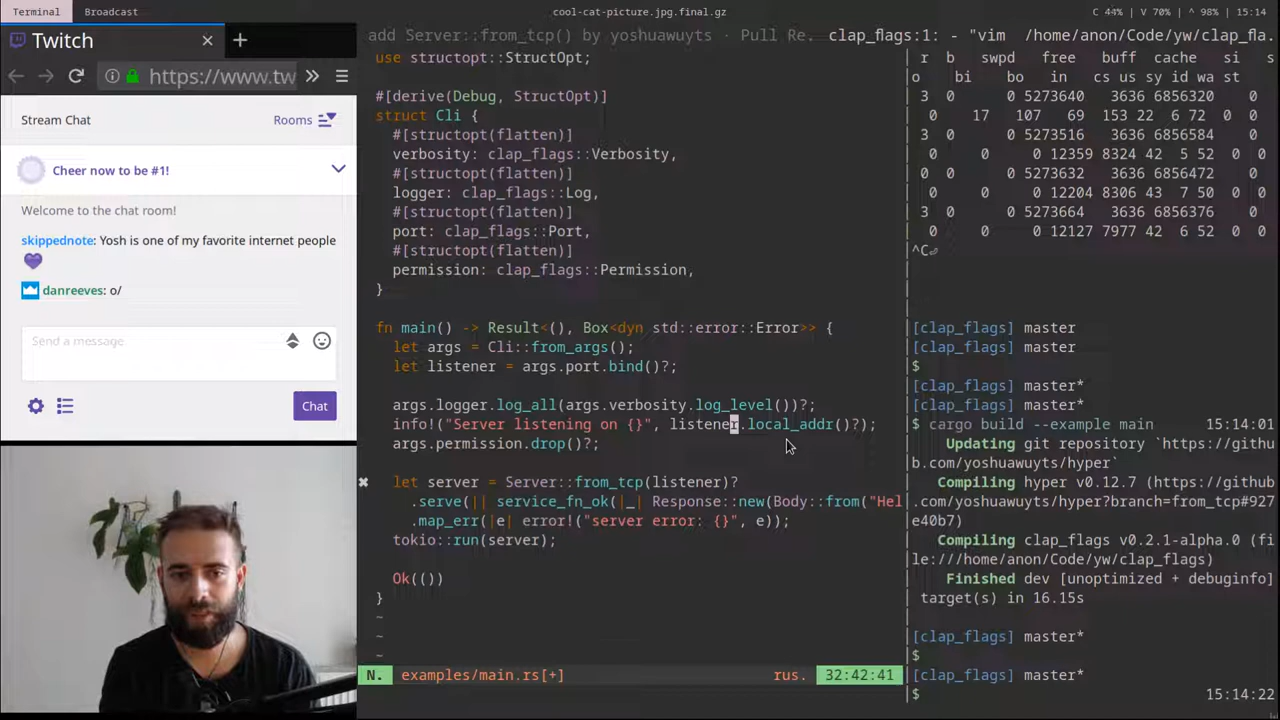 Terminal Broadcast
cool-cat-picture.jpg.final.gz
C 44% | V 70% | ^ 98% | 15:14
Twitch
https://www.tw
Stream Chat
Rooms
Cheer now to be #1!
Welcome to the chat room!
skippednote: Yosh is one of my favorite internet people
danreeves: o/
Send a message
Chat
add Server::from_tcp() by yoshuawuyts · Pull Re. clap_flags:1: - "vim /home/anon/Code/yw/clap_fla.
use structopt::StructOpt;
#[derive(Debug, StructOpt)]
struct Cli {
#[structopt(flatten)]
verbosity: clap_flags::Verbosity,
#[structopt(flatten)]
logger: clap_flags::Log,
#[structopt(flatten)]
port: clap_flags::Port,
#[structopt(flatten)]
permission: clap_flags::Permission,
}
fn main() -> Result<(), Box<dyn std::error::Error>> {
let args = Cli::from_args();
let listener = args.port.bind()?;
args.logger.log_all(args.verbosity.log_level())?;
info!("Server listening on {}", listener.local_addr()?);
args.permission.drop()?;
let server = Server::from_tcp(listener)?
.serve(|| service_fn_ok(|_| Response::new(Body::from("Hel
.map_err(|e| error!("server error: {}", e));
tokio::run(server);
Ok(())
}
~
~
~
N. examples/main.rs[+] rus. 32:42:41
r b swpd free buff cache si s
o bi bo in cs us sy id wa st
3 0 0 5273640 3636 6856320 0
0 17 107 69 153 22 6 72 0 0
3 0 0 5273516 3636 6856584 0
0 0 0 12359 8324 42 5 52 0 0
3 0 0 5273632 3636 6856472 0
0 0 0 12204 8306 43 7 50 0 0
3 0 0 5273664 3636 6856376 0
0 0 0 12127 7977 42 6 52 0 0
^C⏎
[clap_flags] master
[clap_flags] master
$
[clap_flags] master*
[clap_flags] master*
$ cargo build --example main 15:14:01
Updating git repository `https://githu
b.com/yoshuawuyts/hyper`
Compiling hyper v0.12.7 (https://github
.com/yoshuawuyts/hyper?branch=from_tcp#927
e40b7)
Compiling clap_flags v0.2.1-alpha.0 (fi
le:///home/anon/Code/yw/clap_flags)
Finished dev [unoptimized + debuginfo]
target(s) in 16.15s
[clap_flags] master*
$
[clap_flags] master*
$ 15:14:22